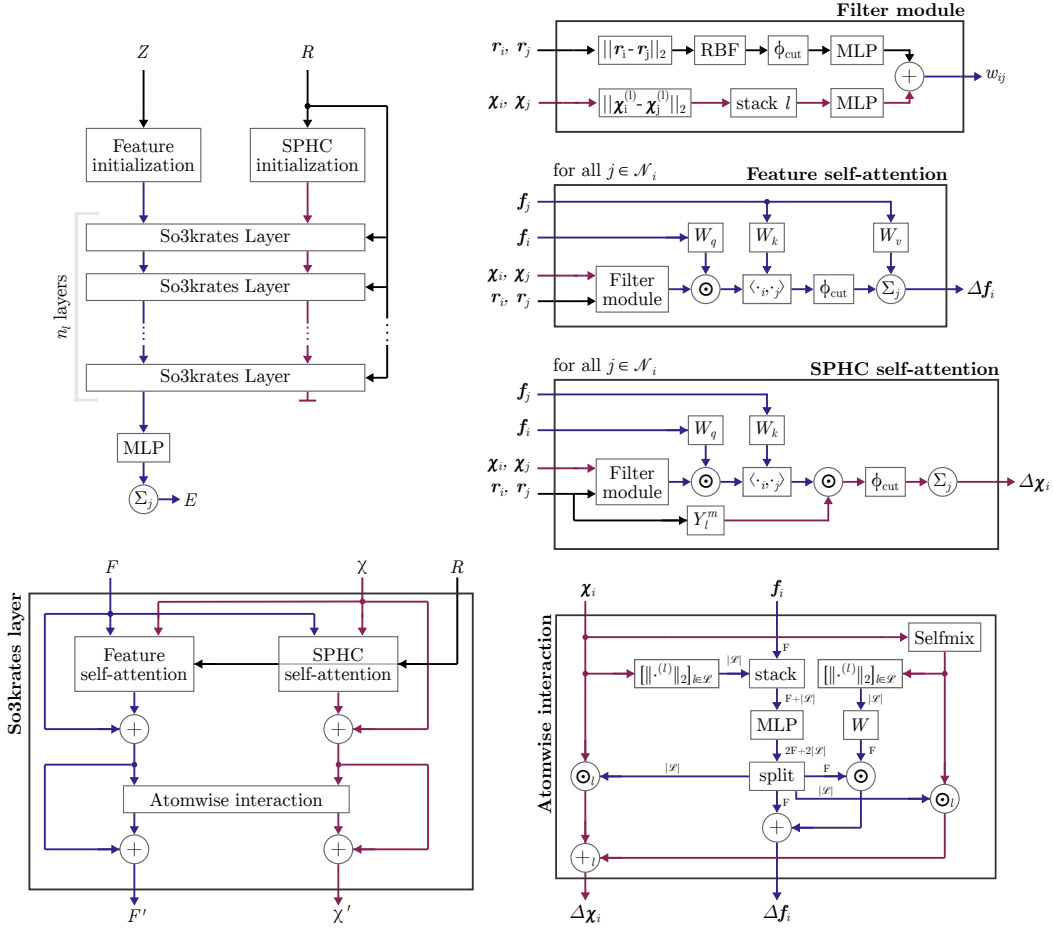 Z
R
Feature
initialization
SPHC
initialization
So3krates Layer
So3krates Layer
So3krates Layer
n_l layers
MLP
Σ_j
E
Filter module
r_i, r_j
||r_i - r_j||_2
RBF
ϕ_cut
MLP
+
w_ij
χ_i, χ_j
||χ_i^(l) - χ_j^(l)||_2
stack l
MLP
for all j ∈ 𝒩_i
Feature self-attention
f_j
f_i
W_q
W_k
W_v
χ_i, χ_j
r_i, r_j
Filter
module
⊙
⟨·_i,·_j⟩
ϕ_cut
Σ_j
Δf_i
for all j ∈ 𝒩_i
SPHC self-attention
f_j
f_i
W_q
W_k
χ_i, χ_j
r_i, r_j
Filter
module
⊙
⟨·_i,·_j⟩
⊙
ϕ_cut
Σ_j
Δχ_i
Y_l^m
So3krates layer
F
χ
R
Feature
self-attention
SPHC
self-attention
+
+
Atomwise interaction
+
+
F′
χ′
Atomwise interaction
χ_i
f_i
Selfmix
F
[‖·^(l)‖_2]_{l∈ℒ}
|ℒ|
stack
[‖·^(l)‖_2]_{l∈ℒ}
F+|ℒ|
|ℒ|
MLP
W
2F+2|ℒ|
F
⊙_l
|ℒ|
split
F
⊙
|ℒ|
⊙_l
F
+
+_l
Δχ_i
Δf_i